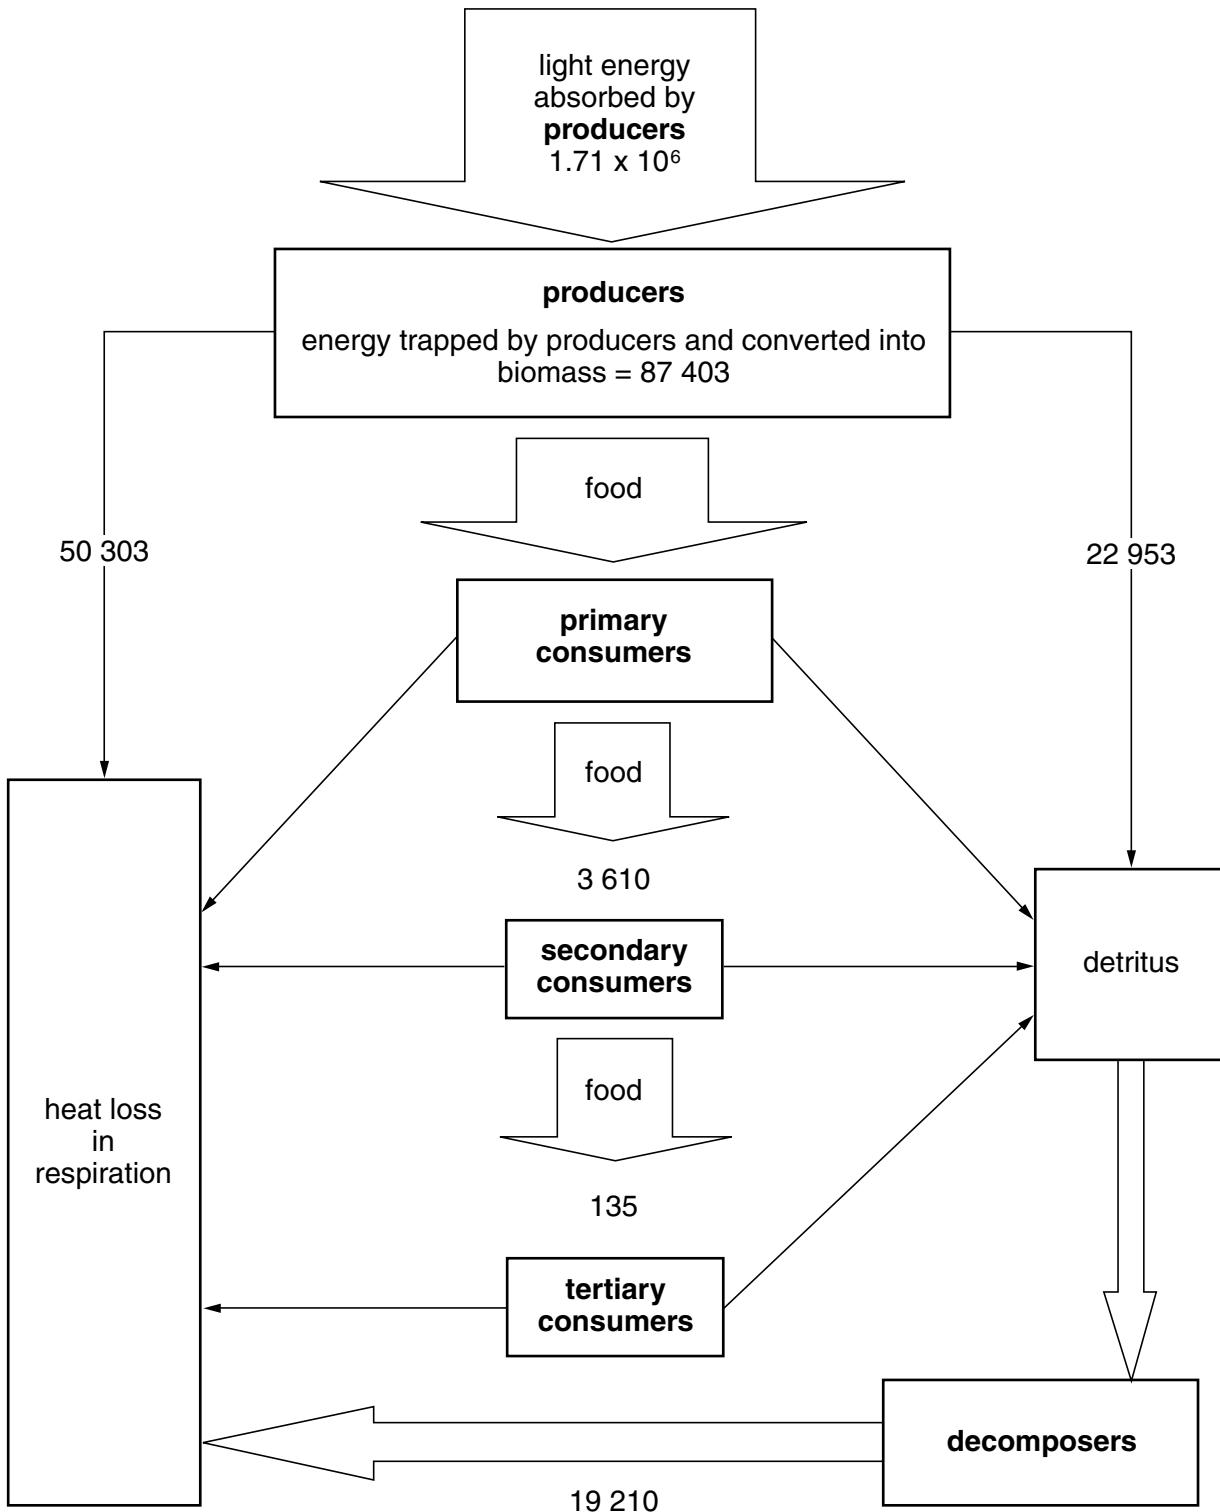 light energy
absorbed by
producers
1.71 x 10⁶
producers
energy trapped by producers and converted into
biomass = 87 403
food
50 303
22 953
primary
consumers
food
3 610
secondary
consumers
detritus
food
heat loss
in
respiration
135
tertiary
consumers
decomposers
19 210